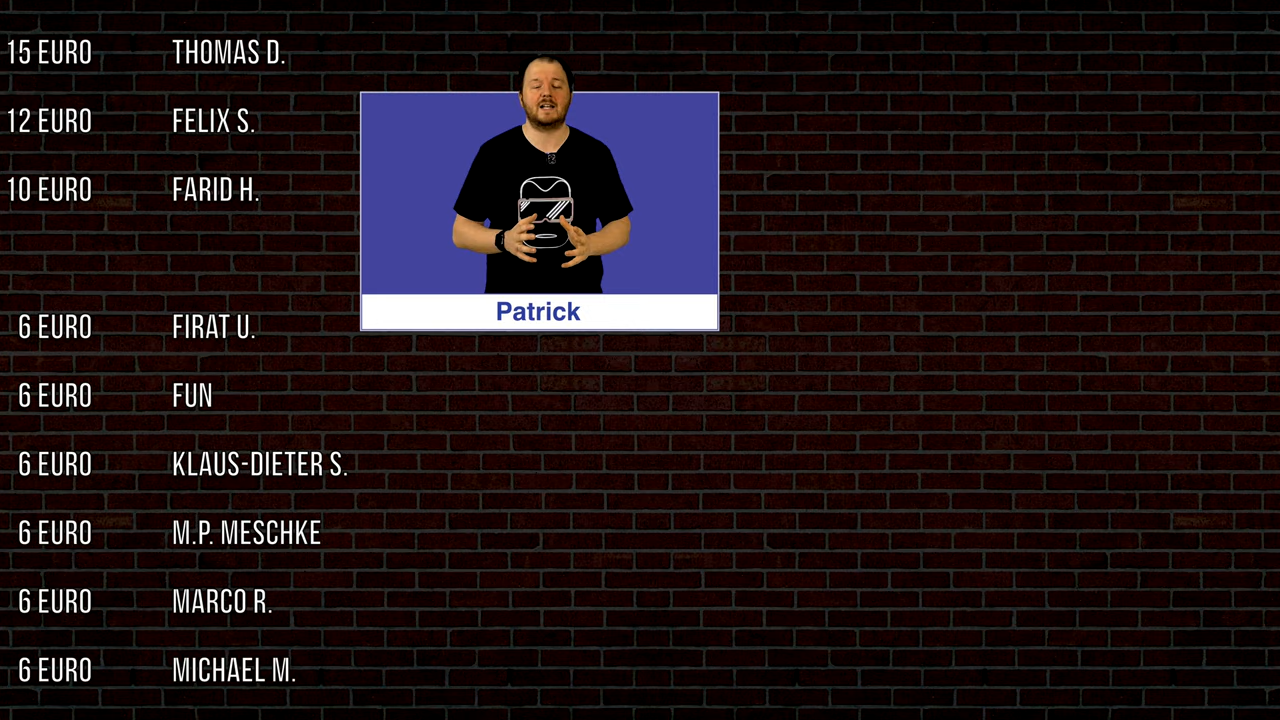 15 EURO THOMAS D.
12 EURO FELIX S.
10 EURO FARID H.
Patrick
6 EURO FIRAT U.
6 EURO FUN
6 EURO KLAUS-DIETER S.
6 EURO M.P. MESCHKE
6 EURO MARCO R.
6 EURO MICHAEL M.